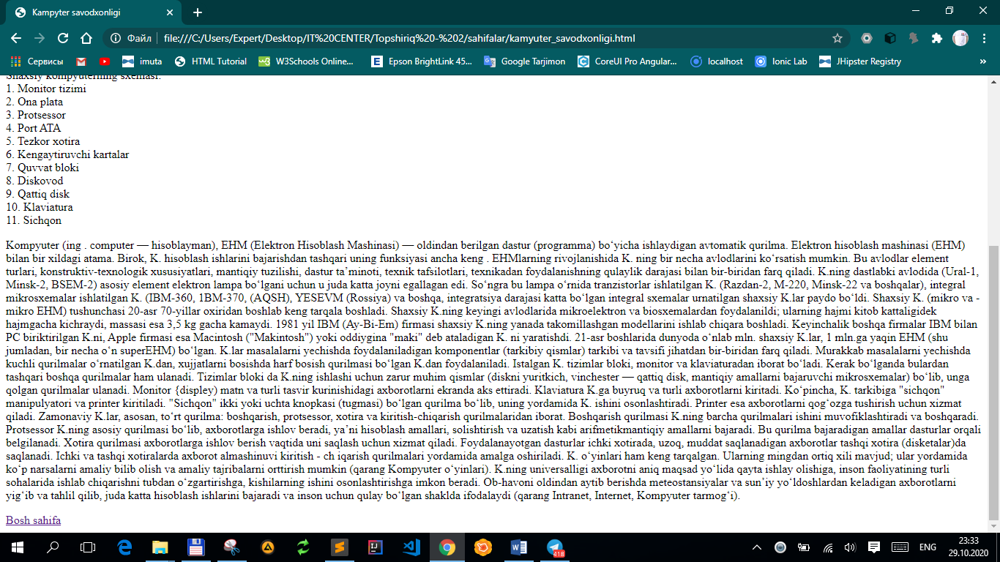 Kampyter savodxonligi
Файл
file:///C:/Users/Expert/Desktop/IT%20CENTER/Topshiriq%20-%202/sahifalar/kamyuter_savodxonligi.html
Сервисы imuta HTML Tutorial W3Schools Online... Epson BrightLink 45... Google Tarjimon CoreUI Pro Angular... localhost Ionic Lab JHipster Registry »
Shaxsiy kompyuterning sxemasi:
1. Monitor tizimi
2. Ona plata
3. Protsessor
4. Port ATA
5. Tezkor xotira
6. Kengaytiruvchi kartalar
7. Quvvat bloki
8. Diskovod
9. Qattiq disk
10. Klaviatura
11. Sichqon
Kompyuter (ing . computer — hisoblayman), EHM (Elektron Hisoblash Mashinasi) — oldindan berilgan dastur (programma) boʻyicha ishlaydigan avtomatik qurilma. Elektron hisoblash mashinasi (EHM)
bilan bir xildagi atama. Birok, K. hisoblash ishlarini bajarishdan tashqari uning funksiyasi ancha keng . EHMlarning rivojlanishida K. ning bir necha avlodlarini koʻrsatish mumkin. Bu avlodlar element
turlari, konstruktiv-texnologik xususiyatlari, mantiqiy tuzilishi, dastur taʼminoti, texnik tafsilotlari, texnikadan foydalanishning qulaylik darajasi bilan bir-biridan farq qiladi. K.ning dastlabki avlodida (Ural-1,
Minsk-2, BSEM-2) asosiy element elektron lampa boʻlgani uchun u juda katta joyni egallagan edi. Soʻngra bu lampa oʻrnida tranzistorlar ishlatilgan K. (Razdan-2, M-220, Minsk-22 va boshqalar), integral
mikrosxemalar ishlatilgan K. (IBM-360, 1BM-370, (AQSH), YESEVM (Rossiya) va boshqa, integratsiya darajasi katta boʻlgan integral sxemalar urnatilgan shaxsiy K.lar paydo boʻldi. Shaxsiy K. (mikro va -
mikro EHM) tushunchasi 20-asr 70-yillar oxiridan boshlab keng tarqala boshladi. Shaxsiy K.ning keyingi avlodlarida mikroelektron va biosxemalardan foydalanildi; ularning hajmi kitob kattaligidek
hajmgacha kichraydi, massasi esa 3,5 kg gacha kamaydi. 1981 yil IBM (Ay-Bi-Em) firmasi shaxsiy K.ning yanada takomillashgan modellarini ishlab chiqara boshladi. Keyinchalik boshqa firmalar IBM bilan
PC biriktirilgan K.ni, Apple firmasi esa Macintosh ("Makintosh") yoki oddiygina "maki" deb ataladigan K. ni yaratishdi. 21-asr boshlarida dunyoda oʻnlab mln. shaxsiy K.lar, 1 mln.ga yaqin EHM (shu
jumladan, bir necha oʻn superEHM) boʻlgan. K.lar masalalarni yechishda foydalaniladigan komponentlar (tarkibiy qismlar) tarkibi va tavsifi jihatdan bir-biridan farq qiladi. Murakkab masalalarni yechishda
kuchli qurilmalar oʻrnatilgan K.dan, xujjatlarni bosishda harf bosish qurilmasi boʻlgan K.dan foydalaniladi. Istalgan K. tizimlar bloki, monitor va klaviaturadan iborat boʻladi. Kerak boʻlganda bulardan
tashqari boshqa qurilmalar ham ulanadi. Tizimlar bloki da K.ning ishlashi uchun zarur muhim qismlar (diskni yuritkich, vinchester — qattiq disk, mantiqiy amallarni bajaruvchi mikrosxemalar) boʻlib, unga
qolgan qurilmalar ulanadi. Monitor {displey) matn va turli tasvir kurinishidagi axborotlarni ekranda aks ettiradi. Klaviatura K.ga buyruq va turli axborotlarni kiritadi. Koʻpincha, K. tarkibiga "sichqon"
manipulyatori va printer kiritiladi. "Sichqon" ikki yoki uchta knopkasi (tugmasi) boʻlgan qurilma boʻlib, uning yordamida K. ishini osonlashtiradi. Printer esa axborotlarni qogʻozga tushirish uchun xizmat
qiladi. Zamonaviy K.lar, asosan, toʻrt qurilma: boshqarish, protsessor, xotira va kiritish-chiqarish qurilmalaridan iborat. Boshqarish qurilmasi K.ning barcha qurilmalari ishini muvofiklashtiradi va boshqaradi.
Protsessor K.ning asosiy qurilmasi boʻlib, axborotlarga ishlov beradi, yaʼni hisoblash amallari, solishtirish va uzatish kabi arifmetikmantiqiy amallarni bajaradi. Bu qurilma bajaradigan amallar dasturlar orqali
belgilanadi. Xotira qurilmasi axborotlarga ishlov berish vaqtida uni saqlash uchun xizmat qiladi. Foydalanayotgan dasturlar ichki xotirada, uzoq, muddat saqlanadigan axborotlar tashqi xotira (disketalar)da
saqlanadi. Ichki va tashqi xotiralarda axborot almashinuvi kiritish - ch iqarish qurilmalari yordamida amalga oshiriladi. K. oʻyinlari ham keng tarqalgan. Ularning mingdan ortiq xili mavjud; ular yordamida
koʻp narsalarni amaliy bilib olish va amaliy tajribalarni orttirish mumkin (qarang Kompyuter oʻyinlari). K.ning universalligi axborotni aniq maqsad yoʻlida qayta ishlay olishiga, inson faoliyatining turli
sohalarida ishlab chiqarishni tubdan oʻzgartirishga, kishilarning ishini osonlashtirishga imkon beradi. Ob-havoni oldindan aytib berishda meteostansiyalar va sunʼiy yoʻldoshlardan keladigan axborotlarni
yigʻib va tahlil qilib, juda katta hisoblash ishlarini bajaradi va inson uchun qulay boʻlgan shaklda ifodalaydi (qarang Intranet, Internet, Kompyuter tarmogʻi).
Bosh sahifa
418
ENG
23:33
29.10.2020